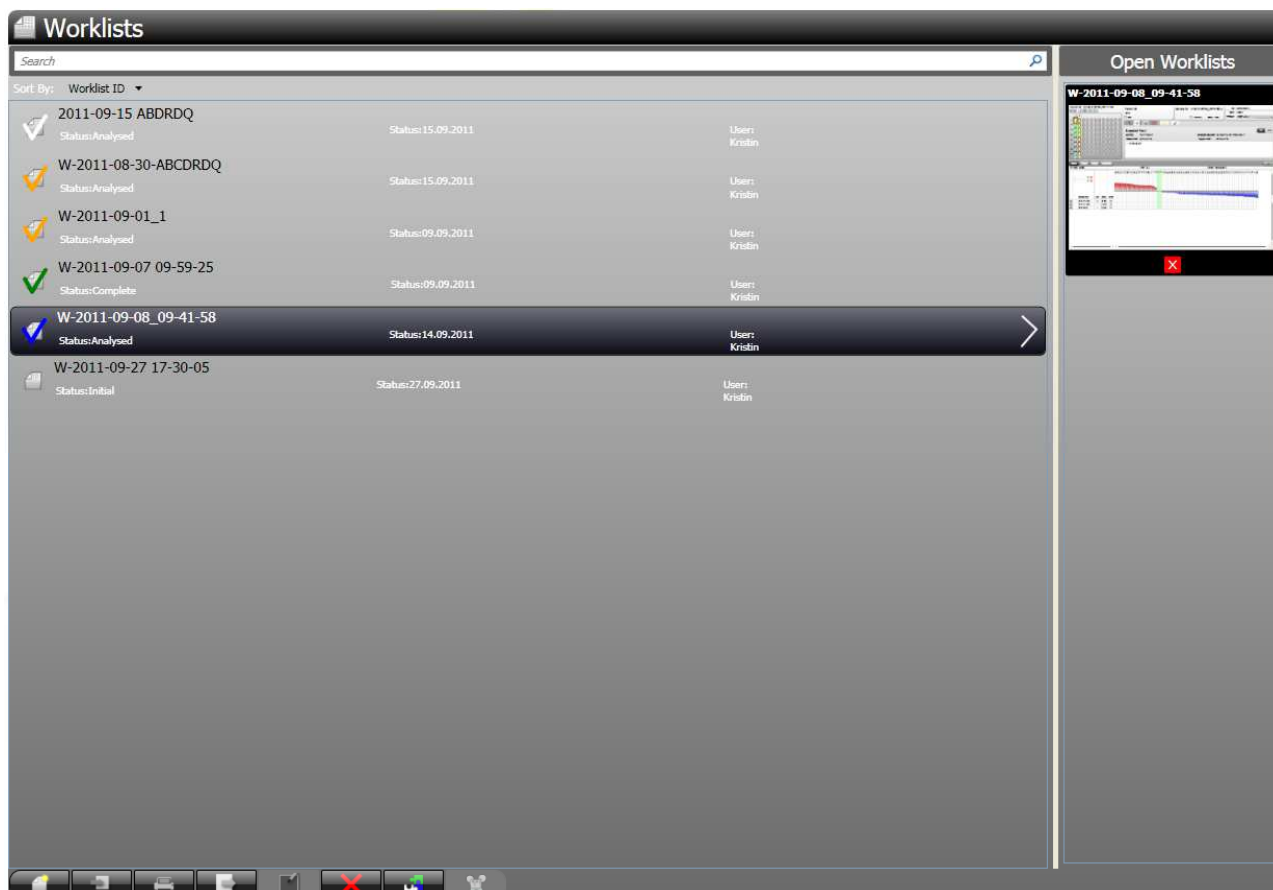 Worklists
Search
Open Worklists
Sort By: Worklist ID
W-2011-09-08_09-41-58
2011-09-15 ABDRDQ
Status:Analysed Status:15.09.2011 User:
Kristin
W-2011-08-30-ABCDRDQ
Status:Analysed Status:15.09.2011 User:
Kristin
W-2011-09-01_1
Status:Analysed Status:09.09.2011 User:
Kristin
W-2011-09-07 09-59-25
Status:Complete Status:09.09.2011 User:
Kristin
W-2011-09-08_09-41-58
Status:Analysed Status:14.09.2011 User:
Kristin
W-2011-09-27 17-30-05
Status:Initial Status:27.09.2011 User:
Kristin